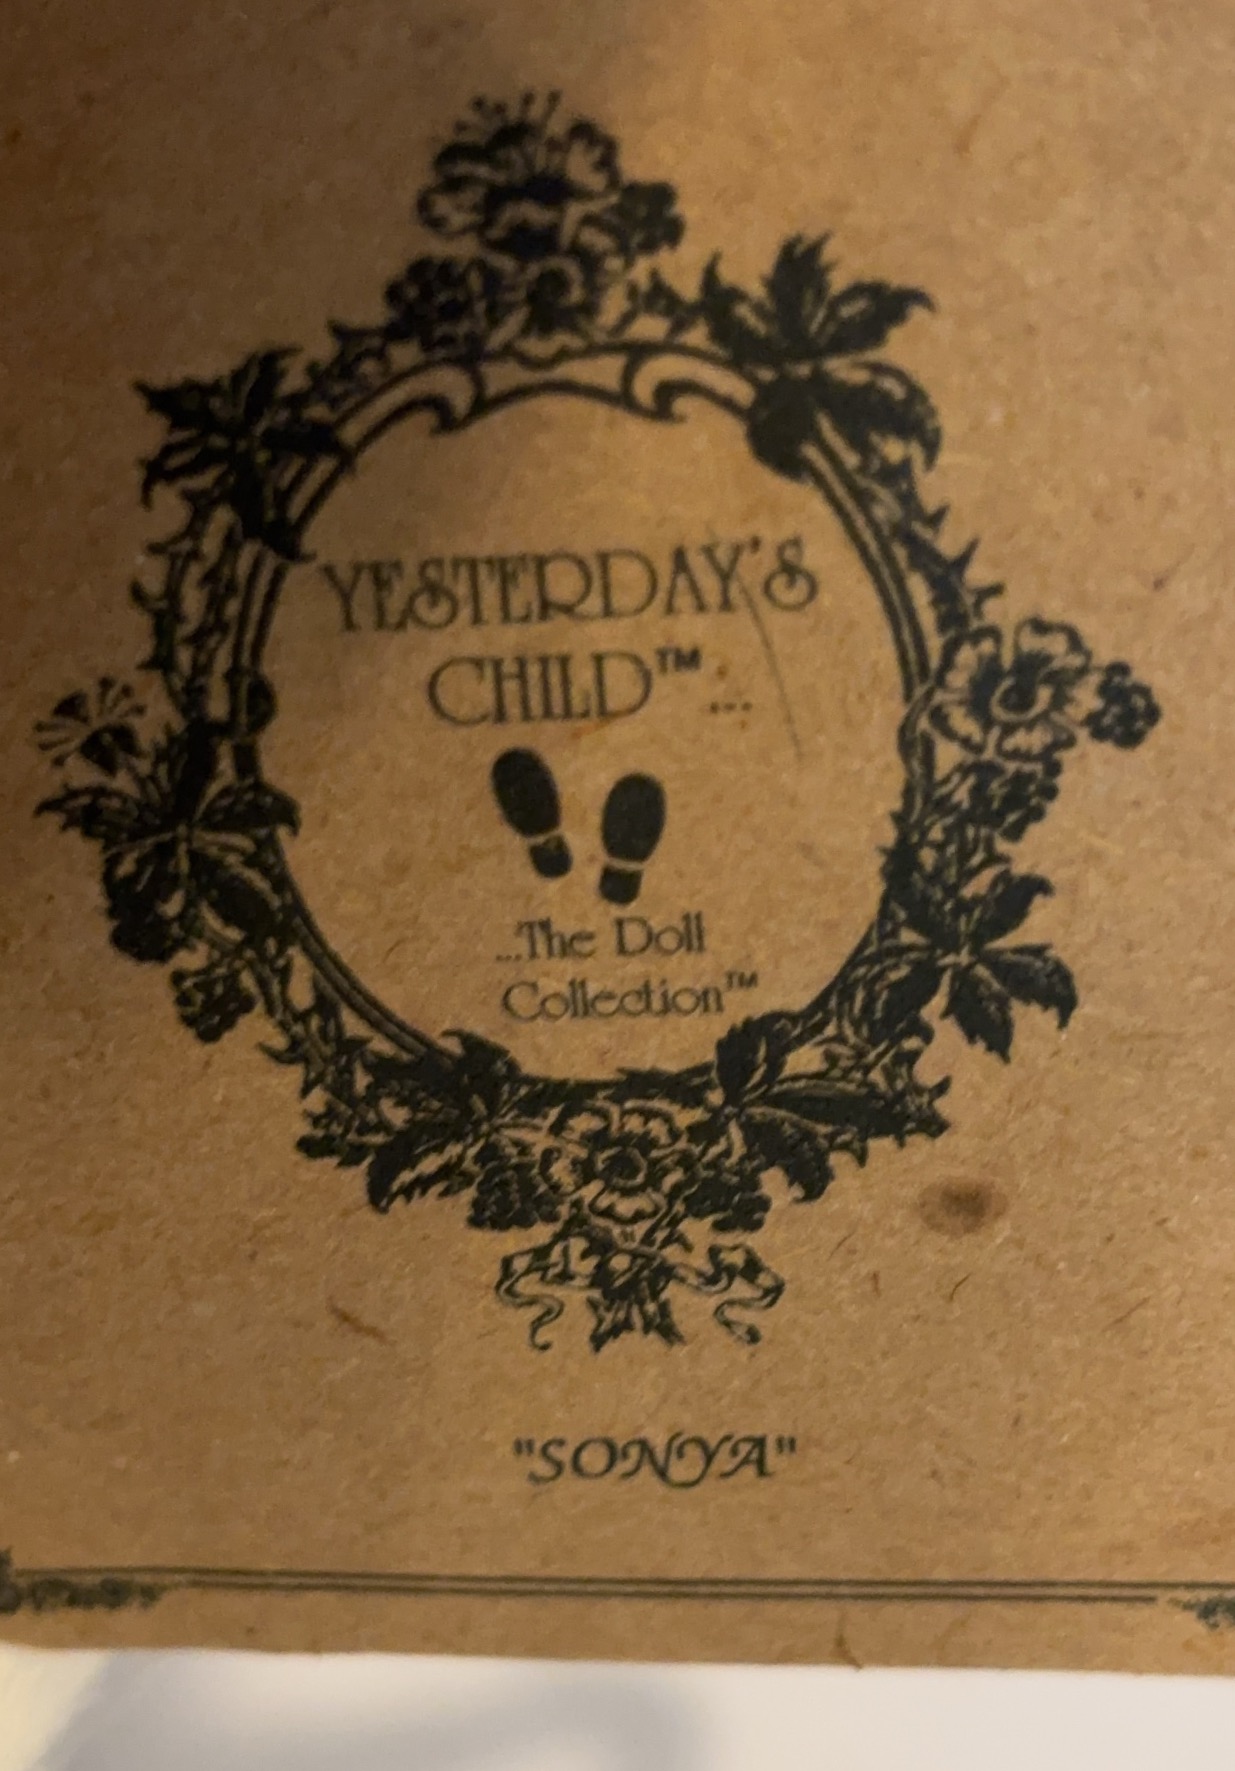 YESTERDAY'S
CHILD™ ...
...The Doll
Collection™
"SONYA"